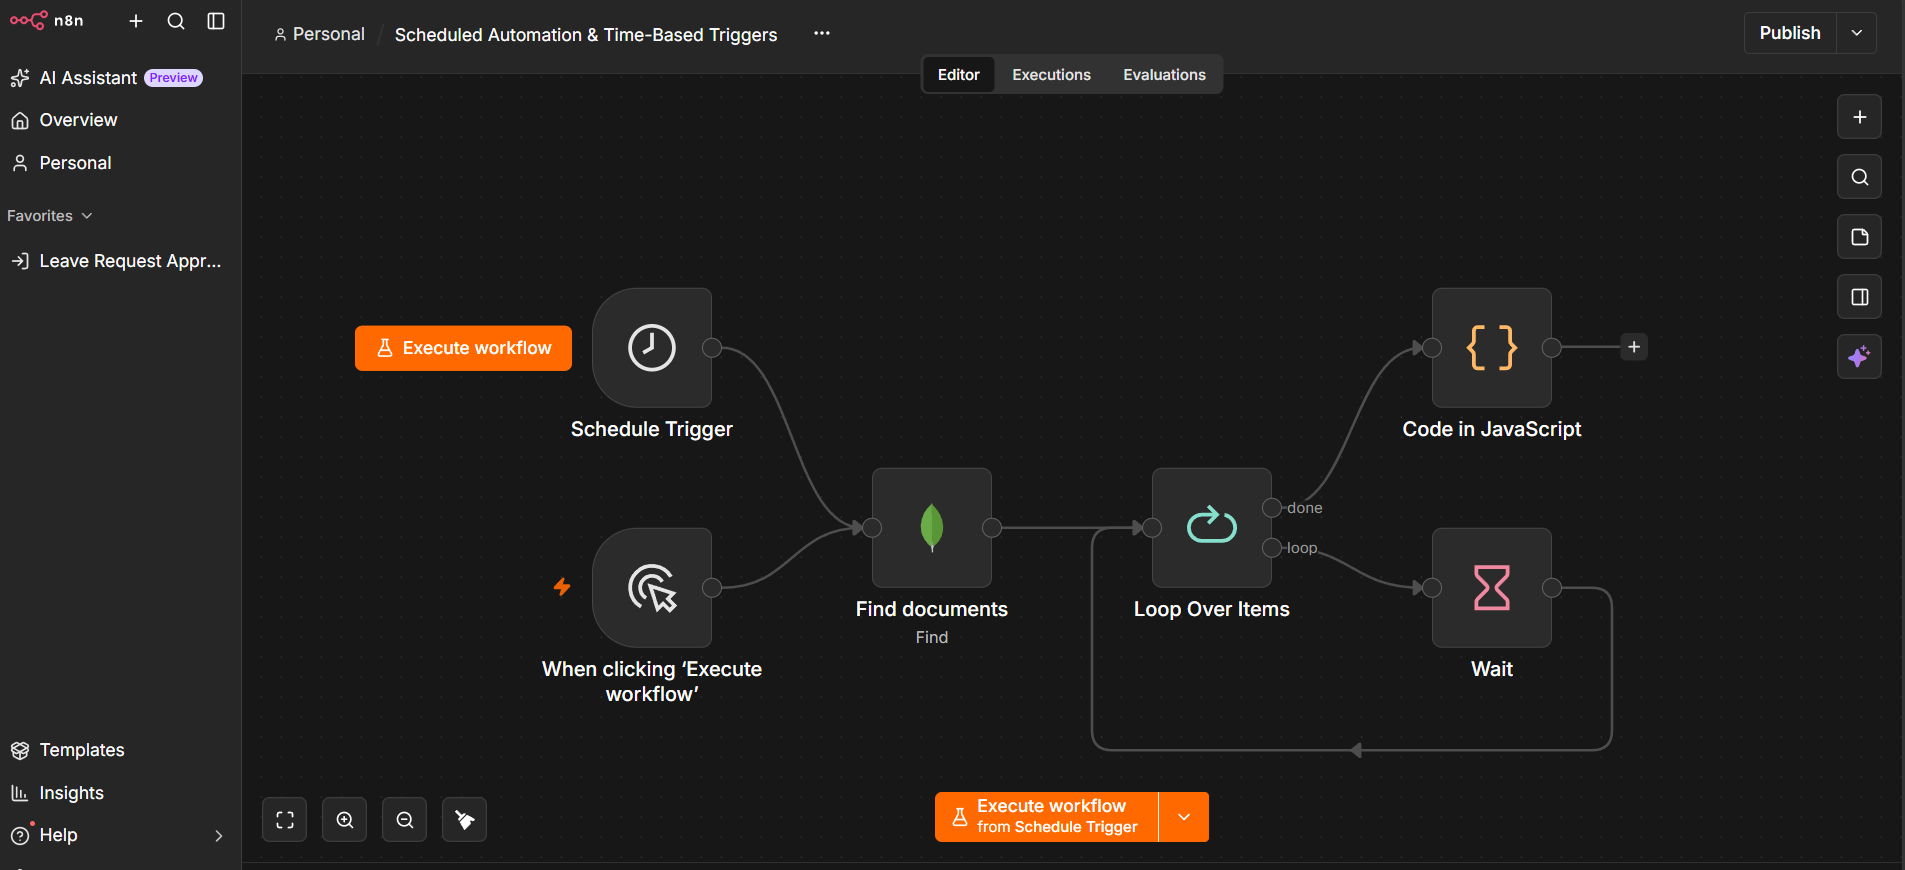 n8n
AI Assistant Preview
Overview
Personal
Favorites
Leave Request Appr...
Templates
Insights
Help
Personal / Scheduled Automation & Time-Based Triggers ...
Publish
Editor Executions Evaluations
Execute workflow
Schedule Trigger
When clicking ‘Execute
workflow’
Find documents
Find
Loop Over Items
done
loop
Code in JavaScript
Wait
Execute workflow
from Schedule Trigger